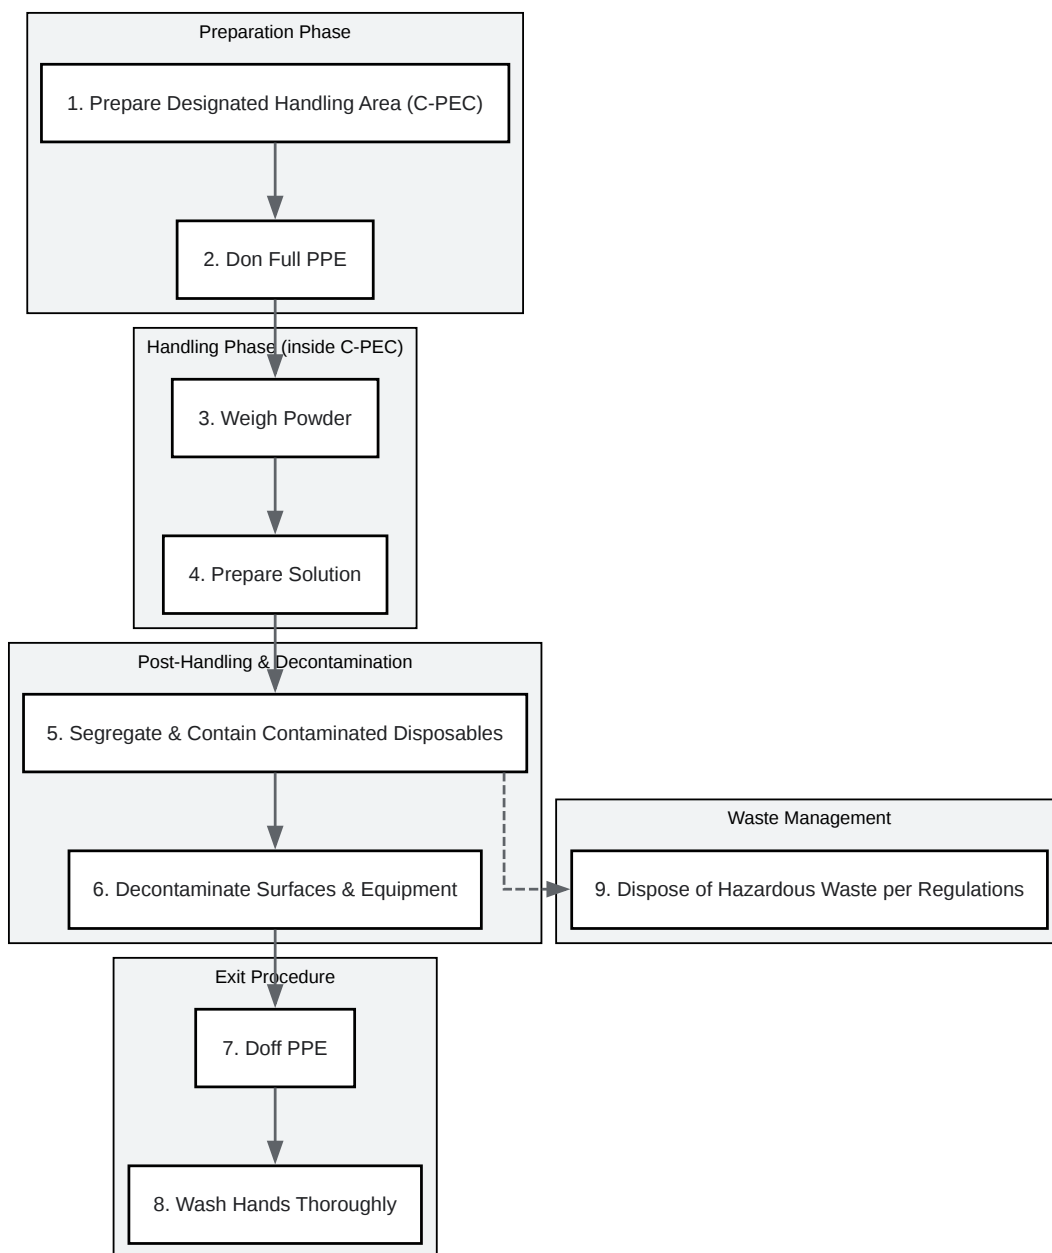 Preparation Phase
1. Prepare Designated Handling Area (C-PEC)
2. Don Full PPE
Handling Phase (inside C-PEC)
3. Weigh Powder
4. Prepare Solution
Post-Handling & Decontamination
5. Segregate & Contain Contaminated Disposables
6. Decontaminate Surfaces & Equipment
Waste Management
9. Dispose of Hazardous Waste per Regulations
Exit Procedure
7. Doff PPE
8. Wash Hands Thoroughly